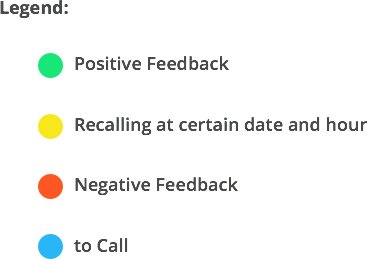 Legend:
Positive Feedback
Recalling at certain date and hour
Negative Feedback
to Call